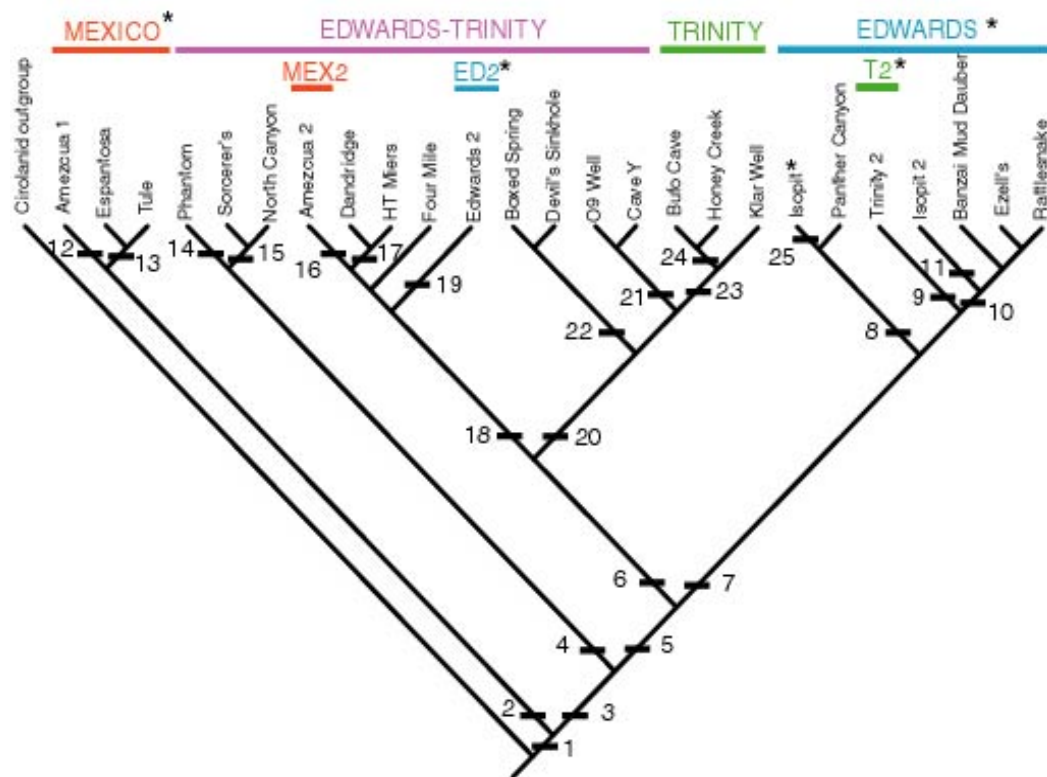 MEXICO* EDWARDS-TRINITY TRINITY EDWARDS *
MEX2 ED2* T2*
Cirolanid outgroup
Amezcua 1
Espantosa
Tule
Phantom
Sorcerer's
North Canyon
Amezcua 2
Dandridge
HT Miers
Four Mile
Edwards 2
Boxed Spring
Devil's Sinkhole
O9 Well
Cave Y
Bufo Cave
Honey Creek
Klar Well
Isopit*
Panther Canyon
Trinity 2
Isopit 2
Banzai Mud Dauber
Ezell's
Rattlesnake
12 13 14 15 16 17 24 25
19 21 23 11 9 10
22 8
18 20
6 7
4 5
2 3
1